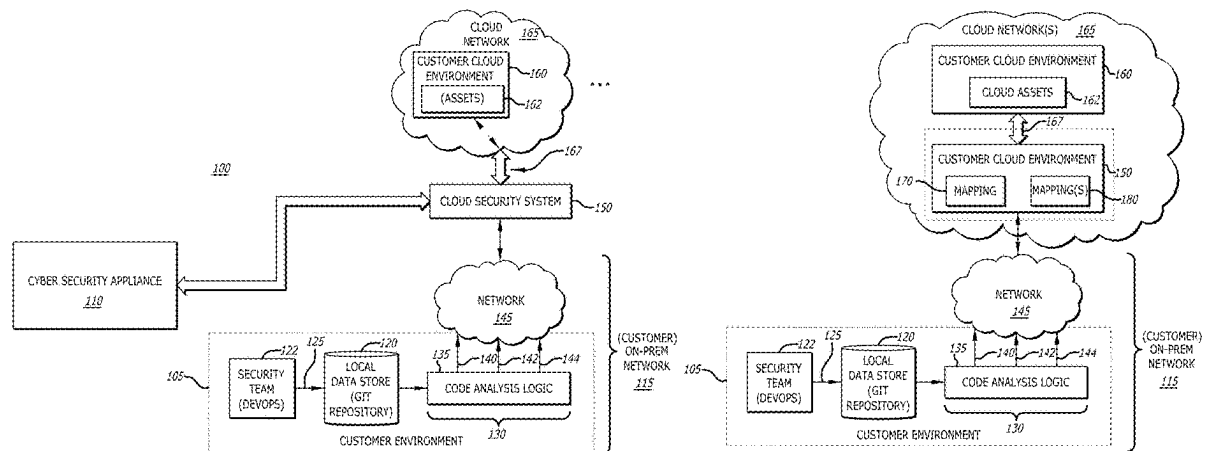 CLOUD
NETWORK 165
CUSTOMER CLOUD
ENVIRONMENT
160
(ASSETS)
162
...
167
100
CLOUD SECURITY SYSTEM
150
CYBER SECURITY APPLIANCE
110
NETWORK
145
(CUSTOMER)
ON-PREM
NETWORK 115
122
125
120
135
140
142
144
105
SECURITY
TEAM
(DEVOPS)
LOCAL
DATA STORE
(GIT
REPOSITORY)
CODE ANALYSIS LOGIC
130
CUSTOMER ENVIRONMENT
CLOUD NETWORK(S) 165
CUSTOMER CLOUD ENVIRONMENT
160
CLOUD ASSETS
162
167
CUSTOMER CLOUD ENVIRONMENT
150
170
MAPPING
MAPPING(S)
180
NETWORK
145
(CUSTOMER)
ON-PREM
NETWORK 115
122
125
120
135
140
142
144
105
SECURITY
TEAM
(DEVOPS)
LOCAL
DATA STORE
(GIT
REPOSITORY)
CODE ANALYSIS LOGIC
130
CUSTOMER ENVIRONMENT